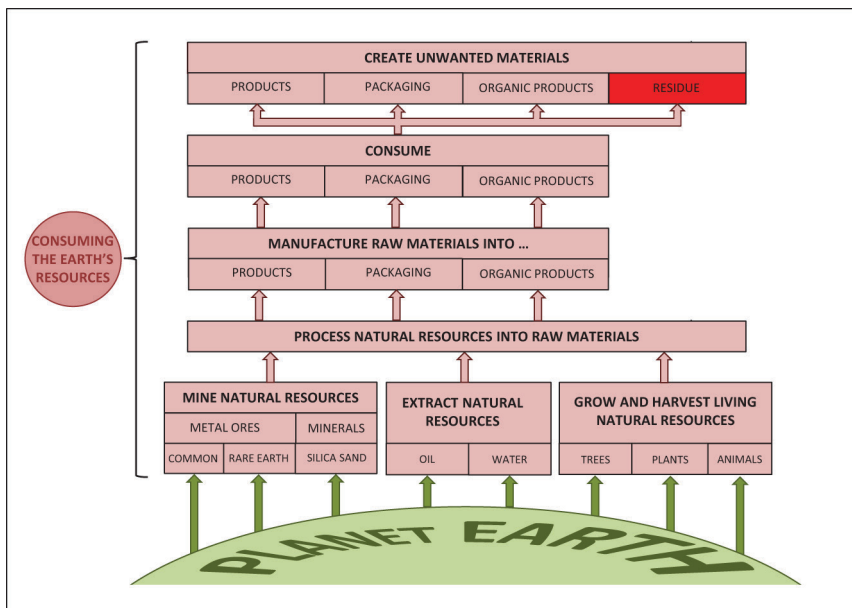 CREATE UNWANTED MATERIALS
PRODUCTS PACKAGING ORGANIC PRODUCTS RESIDUE
CONSUME
PRODUCTS PACKAGING ORGANIC PRODUCTS
CONSUMING
THE EARTH'S
RESOURCES
MANUFACTURE RAW MATERIALS INTO ...
PRODUCTS PACKAGING ORGANIC PRODUCTS
PROCESS NATURAL RESOURCES INTO RAW MATERIALS
MINE NATURAL RESOURCES
METAL ORES MINERALS
COMMON RARE EARTH SILICA SAND
EXTRACT NATURAL
RESOURCES
OIL WATER
GROW AND HARVEST LIVING
NATURAL RESOURCES
TREES PLANTS ANIMALS
PLANET EARTH